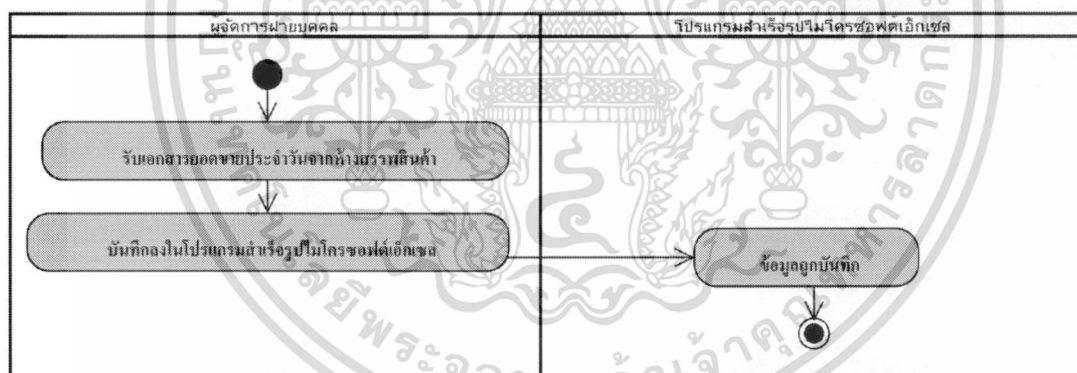 ผู้จัดการฝ่ายบุคคล
โปรแกรมสำเร็จรูปไมโครซอฟต์เอ็กเซล
รับเอกสารยอดขายประจำวันจากห้างสรรพสินค้า
บันทึกลงในโปรแกรมสำเร็จรูปไมโครซอฟต์เอ็กเซล
ข้อมูลถูกบันทึก